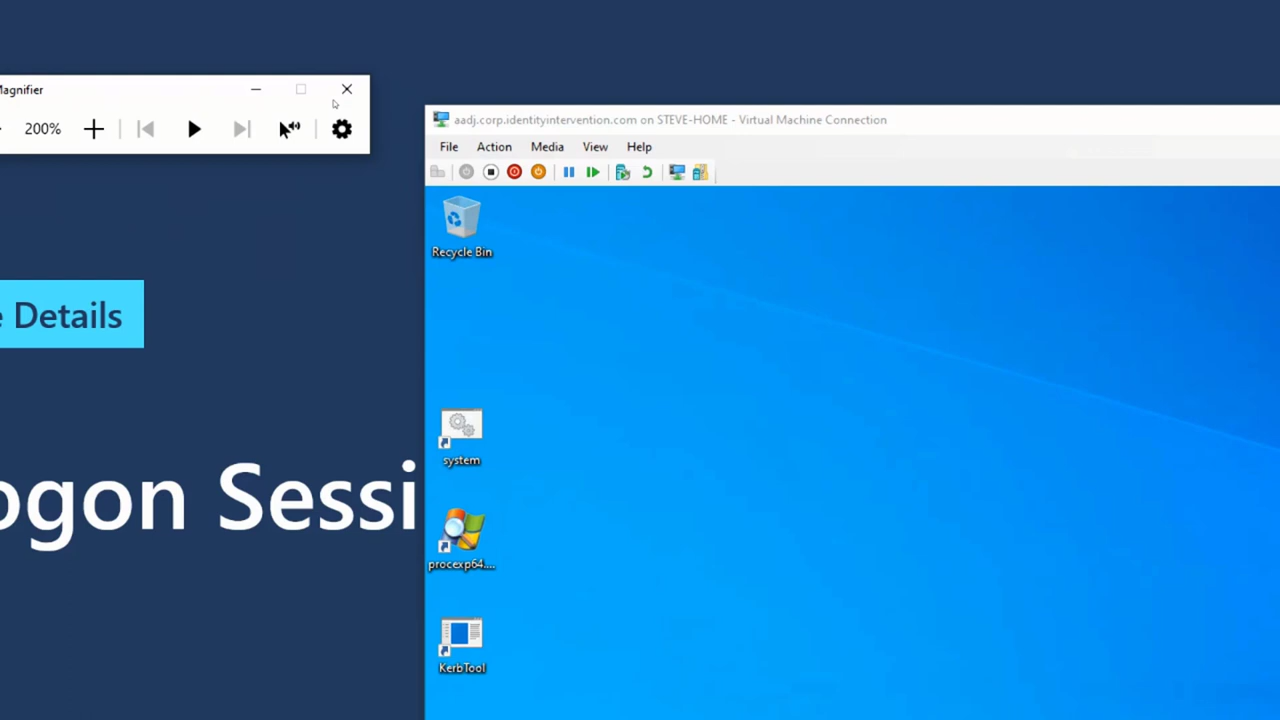 Magnifier
200%
aadj.corp.identityintervention.com on STEVE-HOME - Virtual Machine Connection
File Action Media View Help
Recycle Bin
e Details
system
ogon Sessi
procexp64....
KerbTool